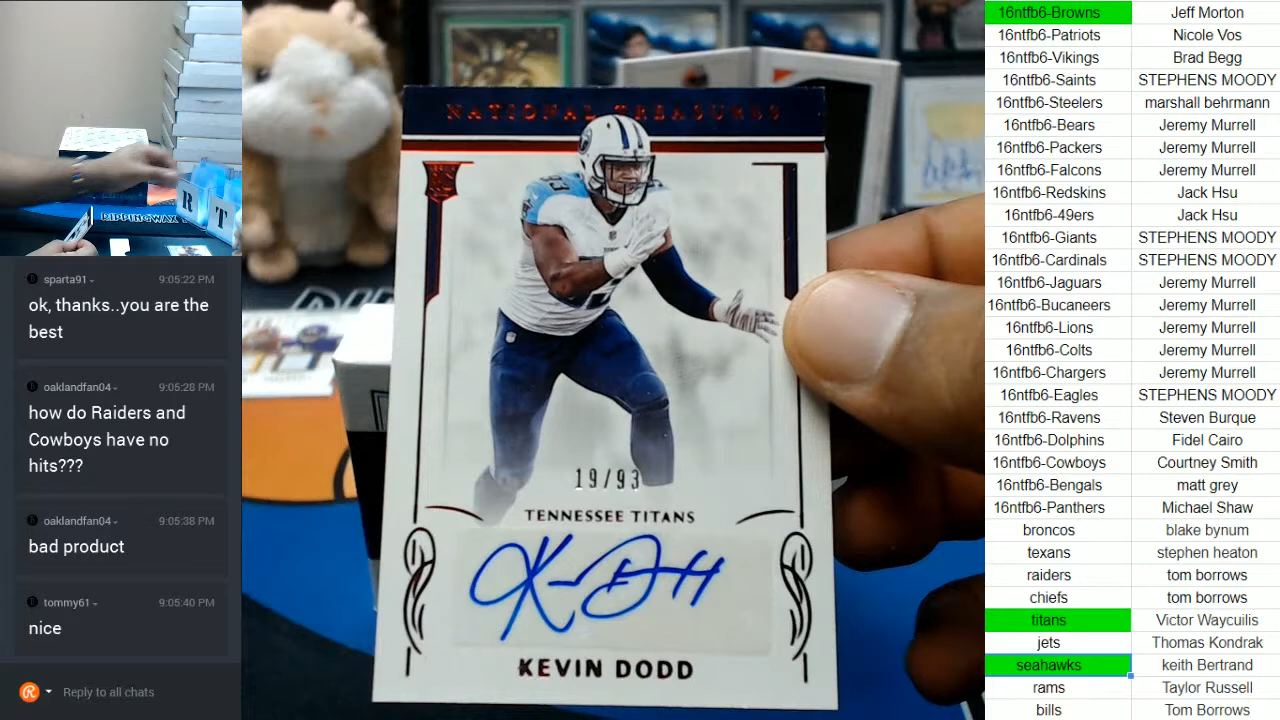 RIPPINGWAX
R T
sparta91
9:05:22 PM
ok, thanks..you are the
best
oaklandfan04
9:05:28 PM
how do Raiders and
Cowboys have no
hits???
oaklandfan04
9:05:38 PM
bad product
tommy61
9:05:40 PM
nice
Reply to all chats
NATIONAL TREASURES
19/93
TENNESSEE TITANS
KEVIN DODD
16ntfb6-Browns Jeff Morton
16ntfb6-Patriots Nicole Vos
16ntfb6-Vikings Brad Begg
16ntfb6-Saints STEPHENS MOODY
16ntfb6-Steelers marshall behrmann
16ntfb6-Bears Jeremy Murrell
16ntfb6-Packers Jeremy Murrell
16ntfb6-Falcons Jeremy Murrell
16ntfb6-Redskins Jack Hsu
16ntfb6-49ers Jack Hsu
16ntfb6-Giants STEPHENS MOODY
16ntfb6-Cardinals STEPHENS MOODY
16ntfb6-Jaguars Jeremy Murrell
16ntfb6-Bucaneers Jeremy Murrell
16ntfb6-Lions Jeremy Murrell
16ntfb6-Colts Jeremy Murrell
16ntfb6-Chargers Jeremy Murrell
16ntfb6-Eagles STEPHENS MOODY
16ntfb6-Ravens Steven Burque
16ntfb6-Dolphins Fidel Cairo
16ntfb6-Cowboys Courtney Smith
16ntfb6-Bengals matt grey
16ntfb6-Panthers Michael Shaw
broncos blake bynum
texans stephen heaton
raiders tom borrows
chiefs tom borrows
titans Victor Waycuilis
jets Thomas Kondrak
seahawks keith Bertrand
rams Taylor Russell
bills Tom Borrows